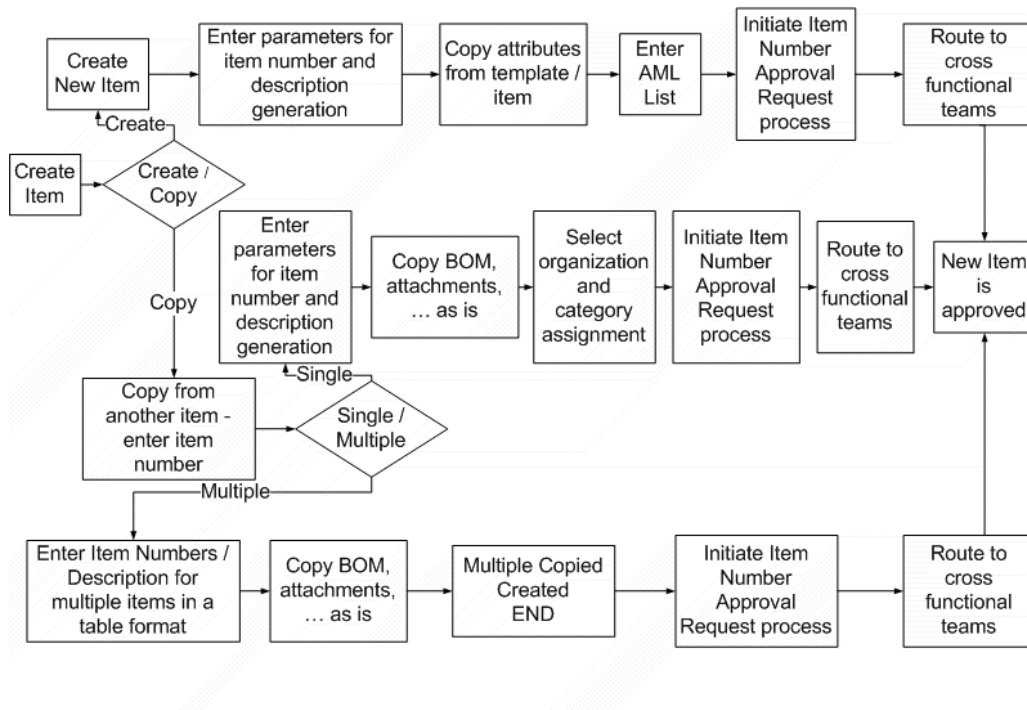 Create
New Item
Enter parameters for
item number and
description
generation
Copy attributes
from template /
item
Enter
AML
List
Initiate Item
Number
Approval
Request
process
Route to
cross
functional
teams
Create
Create
Item
Create /
Copy
Copy
Enter
parameters
for item
number and
description
generation
Copy BOM,
attachments,
… as is
Select
organization
and
category
assignment
Initiate Item
Number
Approval
Request
process
Route to
cross
functional
teams
New Item
is
approved
Single
Copy from
another item -
enter item
number
Single /
Multiple
Multiple
Enter Item Numbers /
Description for
multiple items in a
table format
Copy BOM,
attachments,
… as is
Multiple Copied
Created
END
Initiate Item
Number
Approval
Request process
Route to
cross
functional
teams